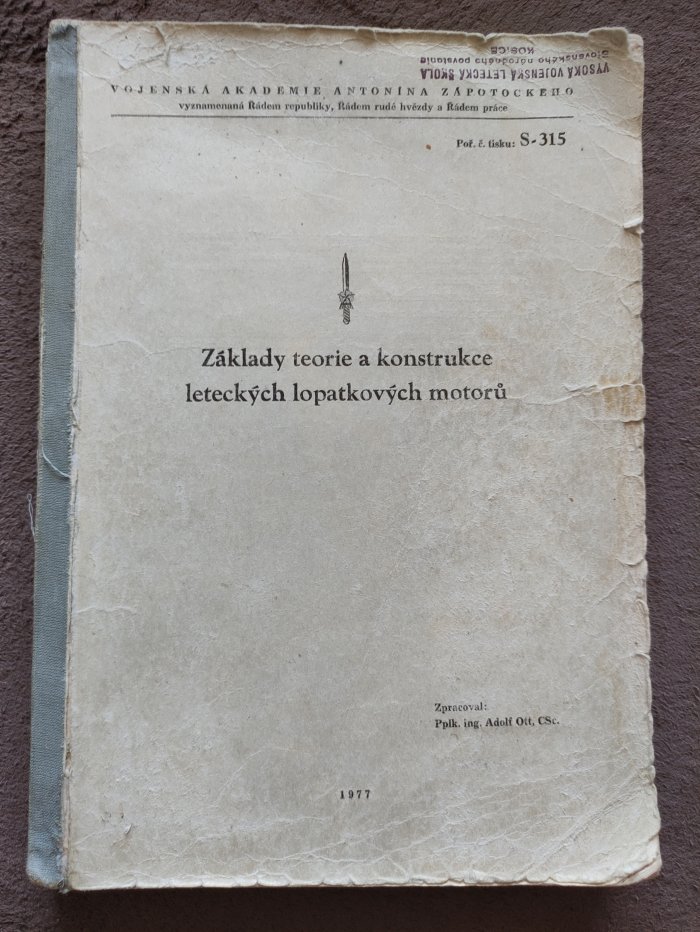 VYSOKÁ VOJENSKÁ LETECKÁ ŠKOLA
Slovenského národného povstania
KOŠICE
VOJENSKÁ AKADEMIE ANTONÍNA ZÁPOTOCKÉHO
vyznamenaná Řádem republiky, Řádem rudé hvězdy a Řádem práce
Poř. č. tisku: S-315
Základy teorie a konstrukce
leteckých lopatkových motorů
Zpracoval:
Pplk. ing. Adolf Ott, CSc.
1977